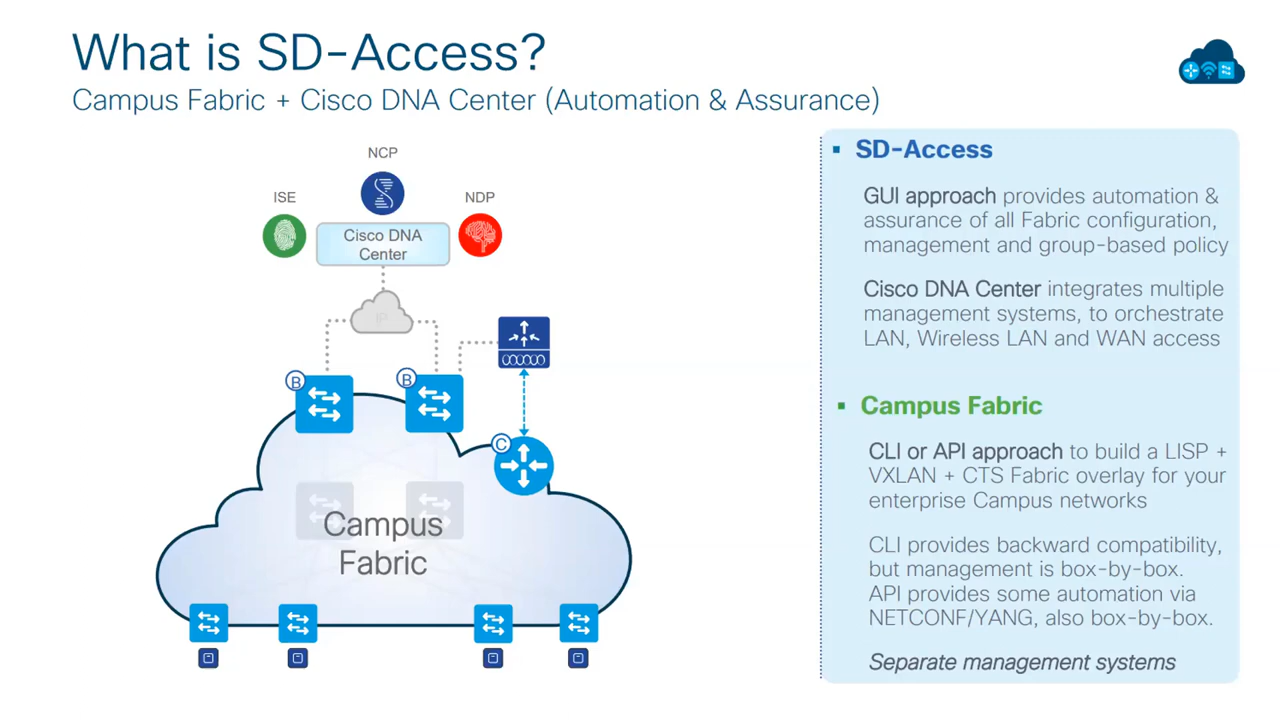 What is SD-Access?
Campus Fabric + Cisco DNA Center (Automation & Assurance)
NCP
ISE
NDP
Cisco DNA
Center
IP
B
B
C
Campus
Fabric
▪ SD-Access
GUI approach provides automation &
assurance of all Fabric configuration,
management and group-based policy
Cisco DNA Center integrates multiple
management systems, to orchestrate
LAN, Wireless LAN and WAN access
▪ Campus Fabric
CLI or API approach to build a LISP +
VXLAN + CTS Fabric overlay for your
enterprise Campus networks
CLI provides backward compatibility,
but management is box-by-box.
API provides some automation via
NETCONF/YANG, also box-by-box.
Separate management systems